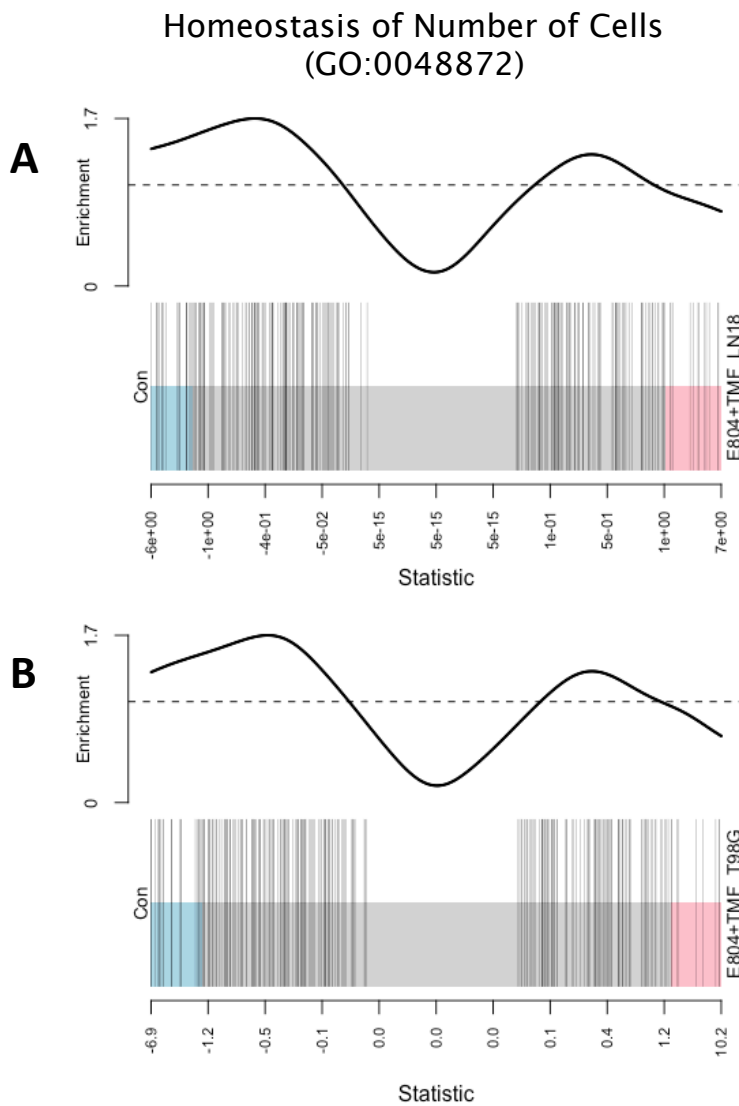 Homeostasis of Number of Cells
(GO:0048872)
A
1.7
Enrichment
0
Con
E804+TMF_LN18
-6e+00
-1e+00
-4e-01
-5e-02
5e-15
5e-15
5e-15
1e-01
5e-01
1e+00
7e+00
Statistic
B
1.7
Enrichment
0
Con
E804+TMF_T98G
-6.9
-1.2
-0.5
-0.1
0.0
0.0
0.0
0.1
0.4
1.2
10.2
Statistic